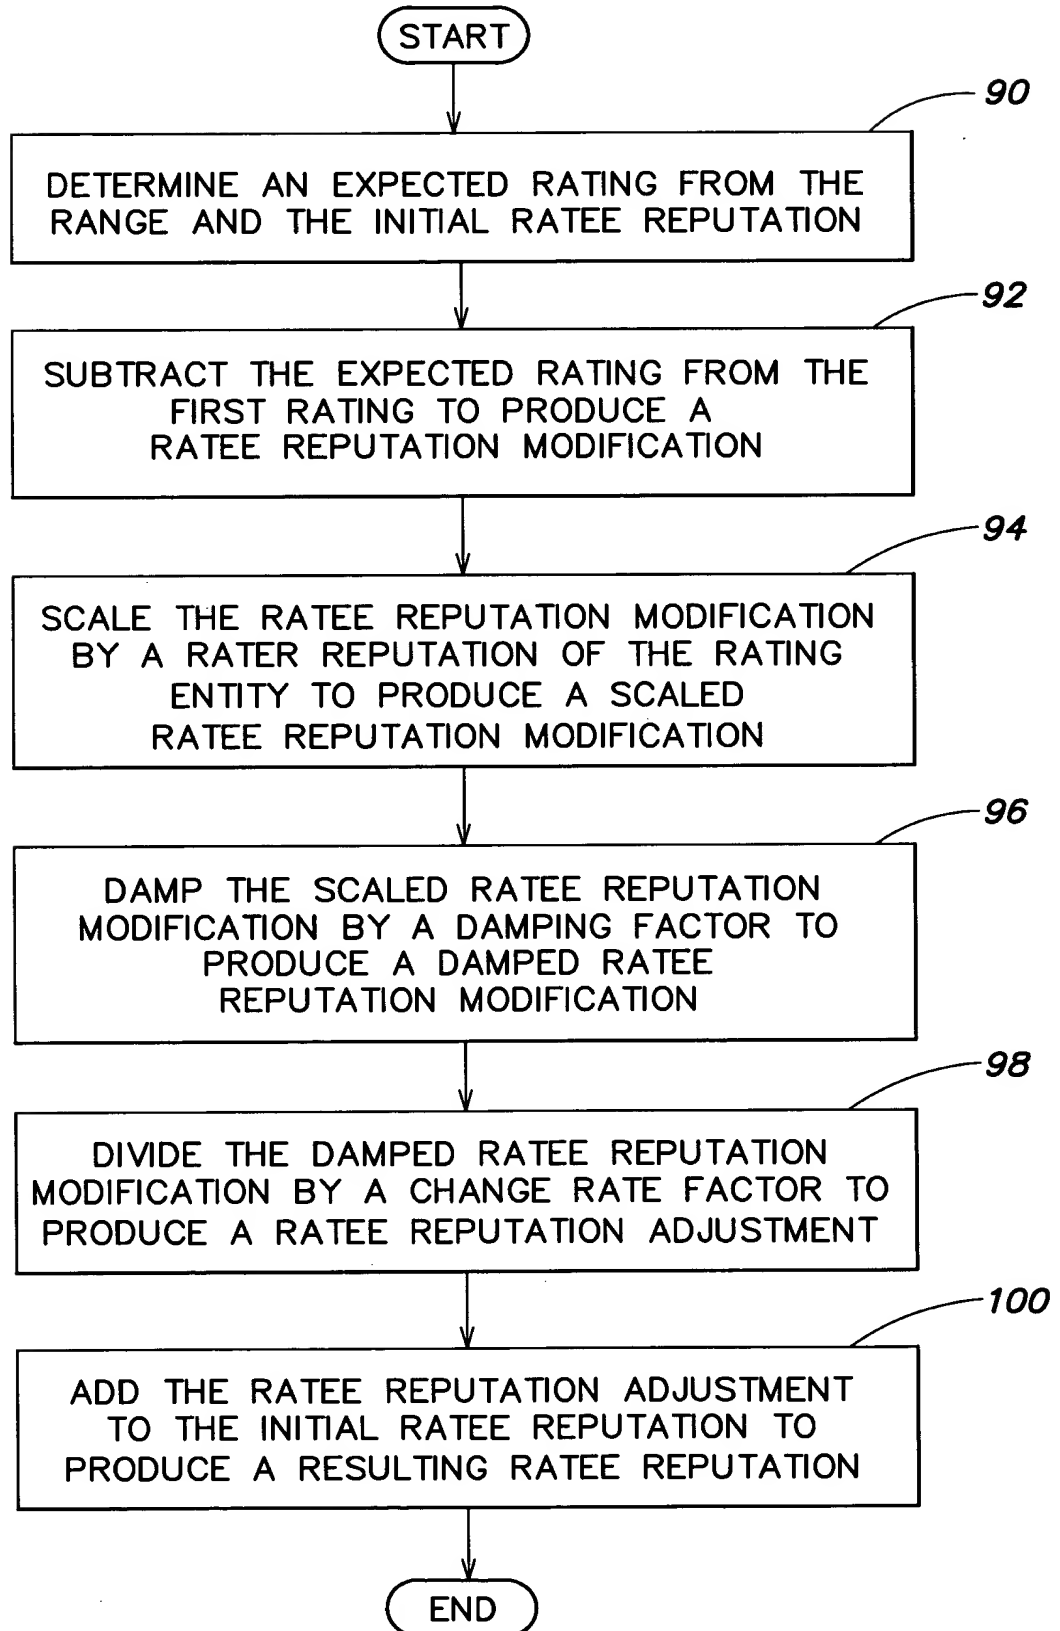 START
90
DETERMINE AN EXPECTED RATING FROM THE
RANGE AND THE INITIAL RATEE REPUTATION
92
SUBTRACT THE EXPECTED RATING FROM THE
FIRST RATING TO PRODUCE A
RATEE REPUTATION MODIFICATION
94
SCALE THE RATEE REPUTATION MODIFICATION
BY A RATER REPUTATION OF THE RATING
ENTITY TO PRODUCE A SCALED
RATEE REPUTATION MODIFICATION
96
DAMP THE SCALED RATEE REPUTATION
MODIFICATION BY A DAMPING FACTOR TO
PRODUCE A DAMPED RATEE
REPUTATION MODIFICATION
98
DIVIDE THE DAMPED RATEE REPUTATION
MODIFICATION BY A CHANGE RATE FACTOR TO
PRODUCE A RATEE REPUTATION ADJUSTMENT
100
ADD THE RATEE REPUTATION ADJUSTMENT
TO THE INITIAL RATEE REPUTATION TO
PRODUCE A RESULTING RATEE REPUTATION
END